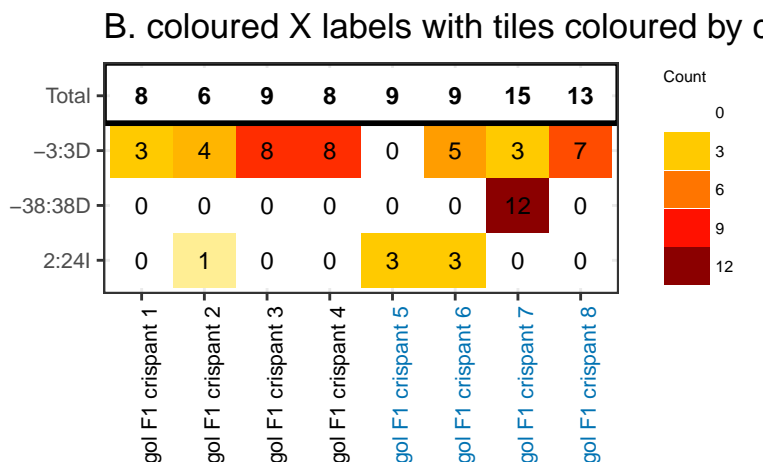 B. coloured X labels with tiles coloured by c
Count
Total 8 6 9 8 9 9 15 13
0
−3:3D 3 4 8 8 0 5 3 7
3
6
−38:38D 0 0 0 0 0 0 12 0
9
2:24I 0 1 0 0 3 3 0 0
12
gol F1 crispant 1
gol F1 crispant 2
gol F1 crispant 3
gol F1 crispant 4
gol F1 crispant 5
gol F1 crispant 6
gol F1 crispant 7
gol F1 crispant 8